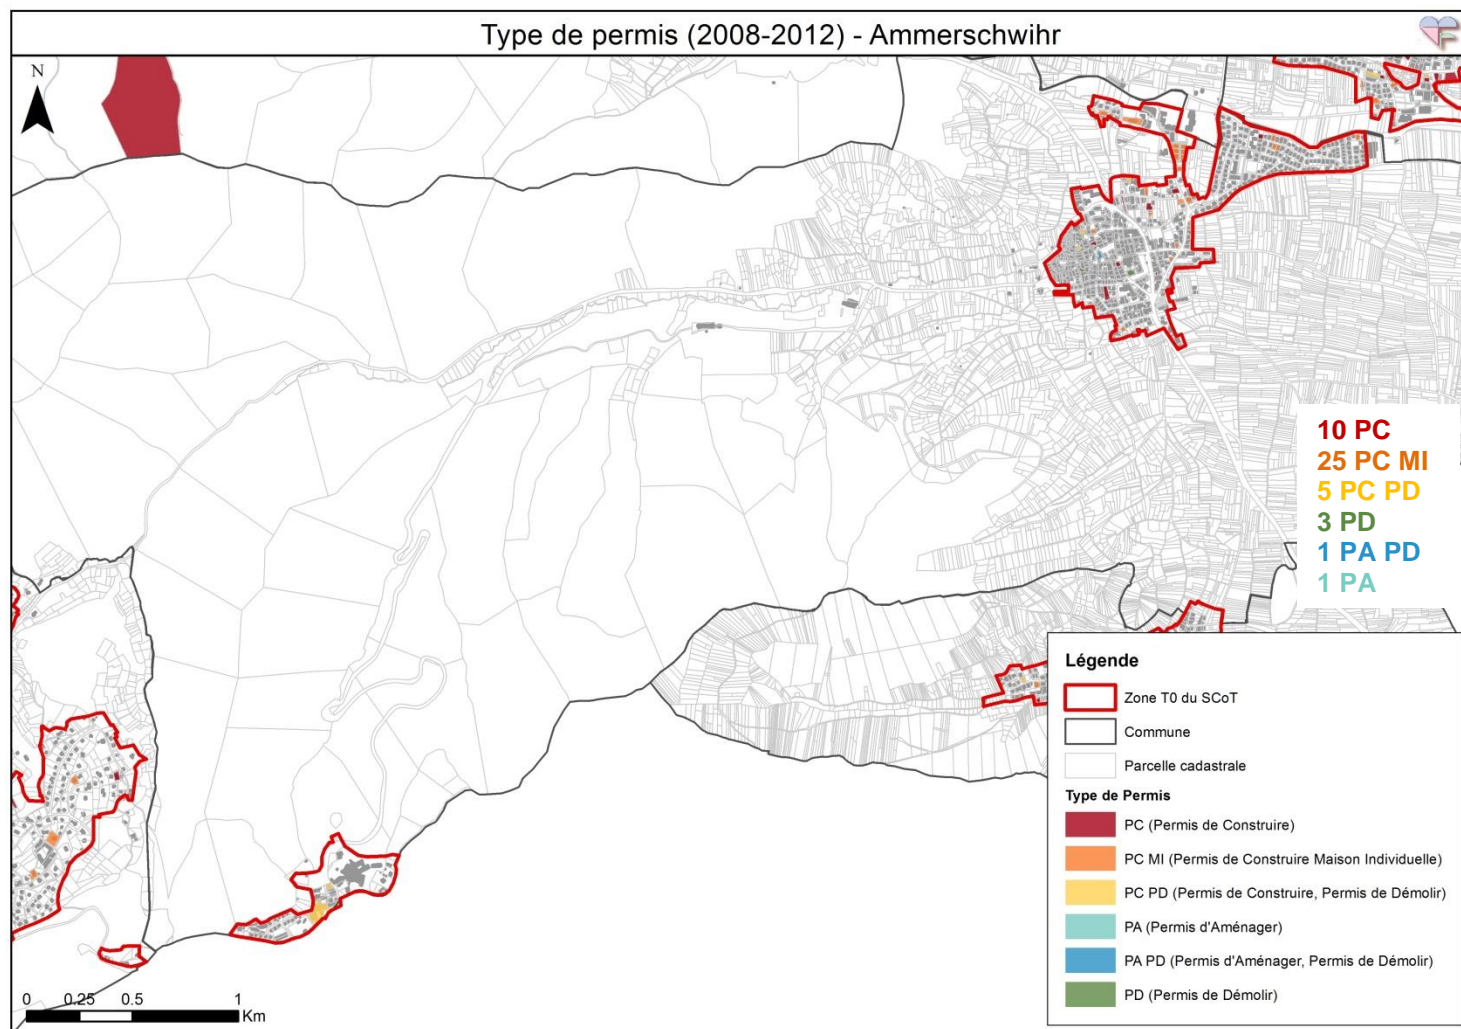 Type de permis (2008-2012) - Ammerschwihr
N
10 PC
25 PC MI
5 PC PD
3 PD
1 PA PD
1 PA
Légende
Zone T0 du SCoT
Commune
Parcelle cadastrale
Type de Permis
PC (Permis de Construire)
PC MI (Permis de Construire Maison Individuelle)
PC PD (Permis de Construire, Permis de Démolir)
PA (Permis d'Aménager)
PA PD (Permis d'Aménager, Permis de Démolir)
PD (Permis de Démolir)
0 0.25 0.5 1
Km